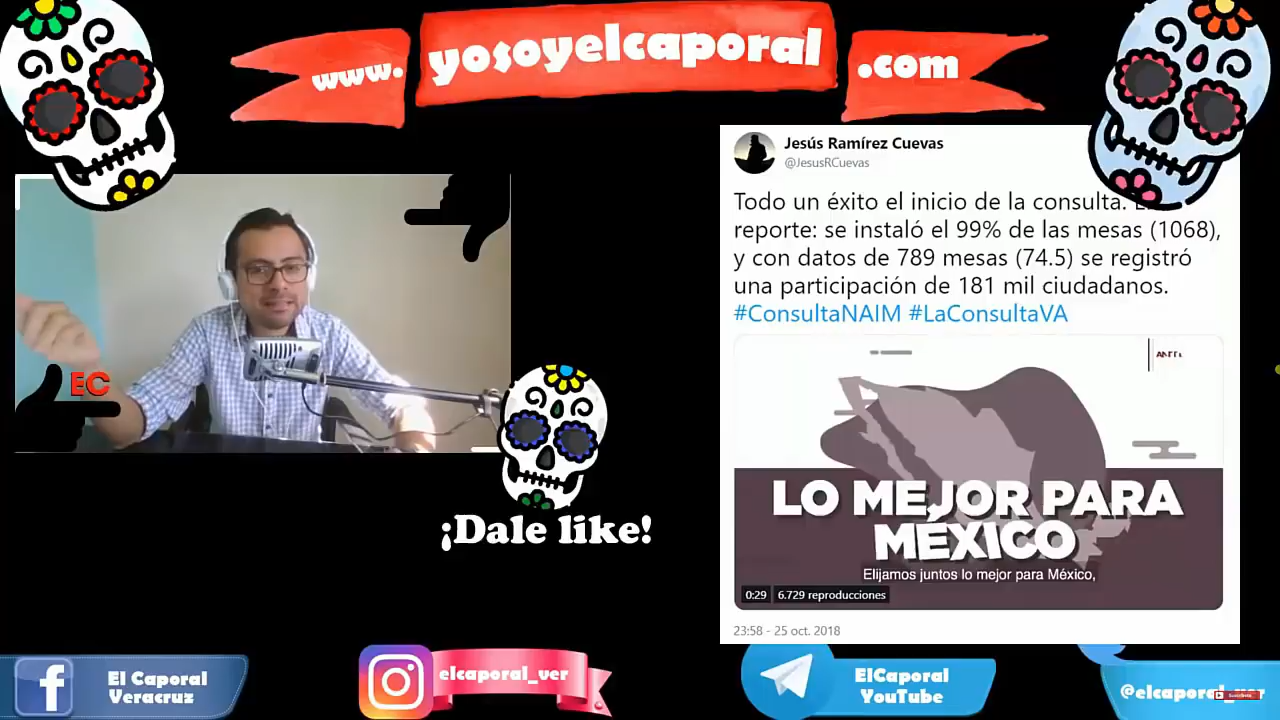 www. yosoyelcaporal .com
Jesús Ramírez Cuevas
@JesusRCuevas
Todo un éxito el inicio de la consulta.
reporte: se instaló el 99% de las mesas (1068),
y con datos de 789 mesas (74.5) se registró
una participación de 181 mil ciudadanos.
#ConsultaNAIM #LaConsultaVA
LO MEJOR PARA
MÉXICO
Elijamos juntos lo mejor para México,
0:29 6.729 reproducciones
23:58 - 25 oct. 2018
EC
¡Dale like!
El Caporal
Veracruz
elcaporal_ver
ElCaporal
YouTube
@elcaporal_ver